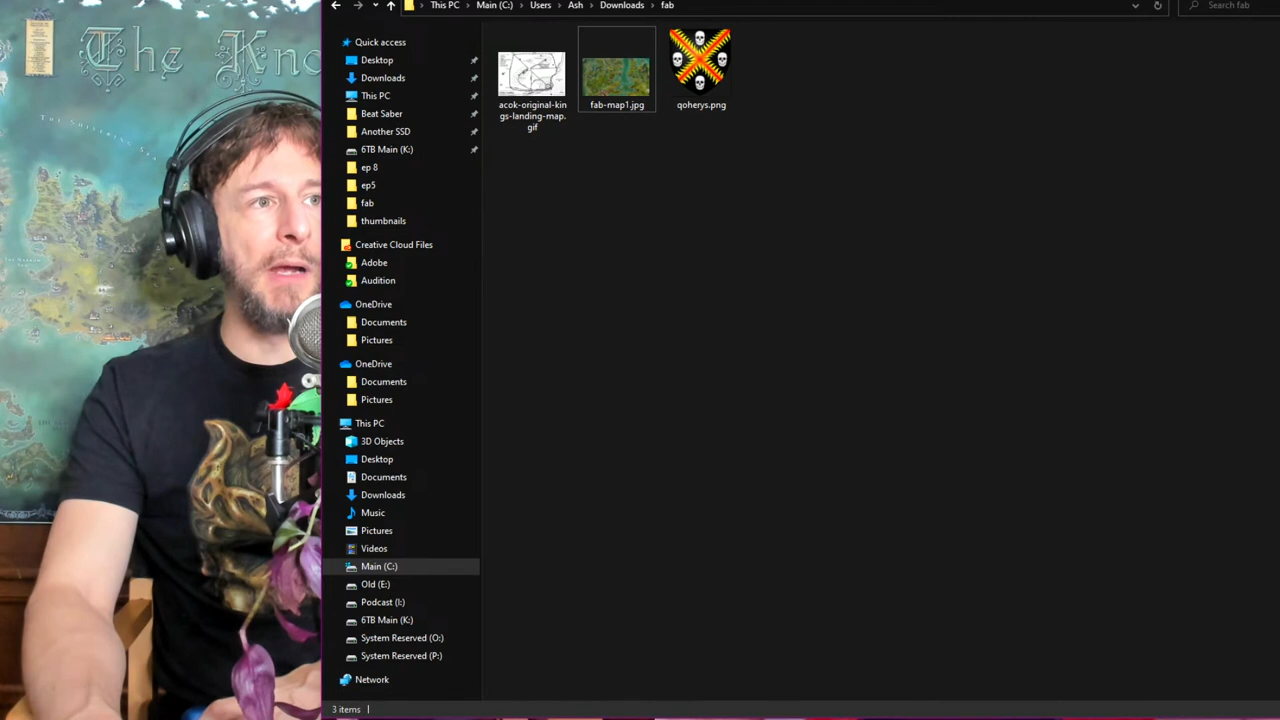 The Kno
THE SHIVERING SEA
This PC > Main (C:) > Users > Ash > Downloads > fab
Search fab
Quick access
Desktop
Downloads
This PC
Beat Saber
Another SSD
6TB Main (K:)
ep 8
ep5
fab
thumbnails
Creative Cloud Files
Adobe
Audition
OneDrive
Documents
Pictures
OneDrive
Documents
Pictures
This PC
3D Objects
Desktop
Documents
Downloads
Music
Pictures
Videos
Main (C:)
Old (E:)
Podcast (I:)
6TB Main (K:)
System Reserved (O:)
System Reserved (P:)
Network
acok-original-kin
gs-landing-map.
gif
fab-map1.jpg
qoherys.png
3 items